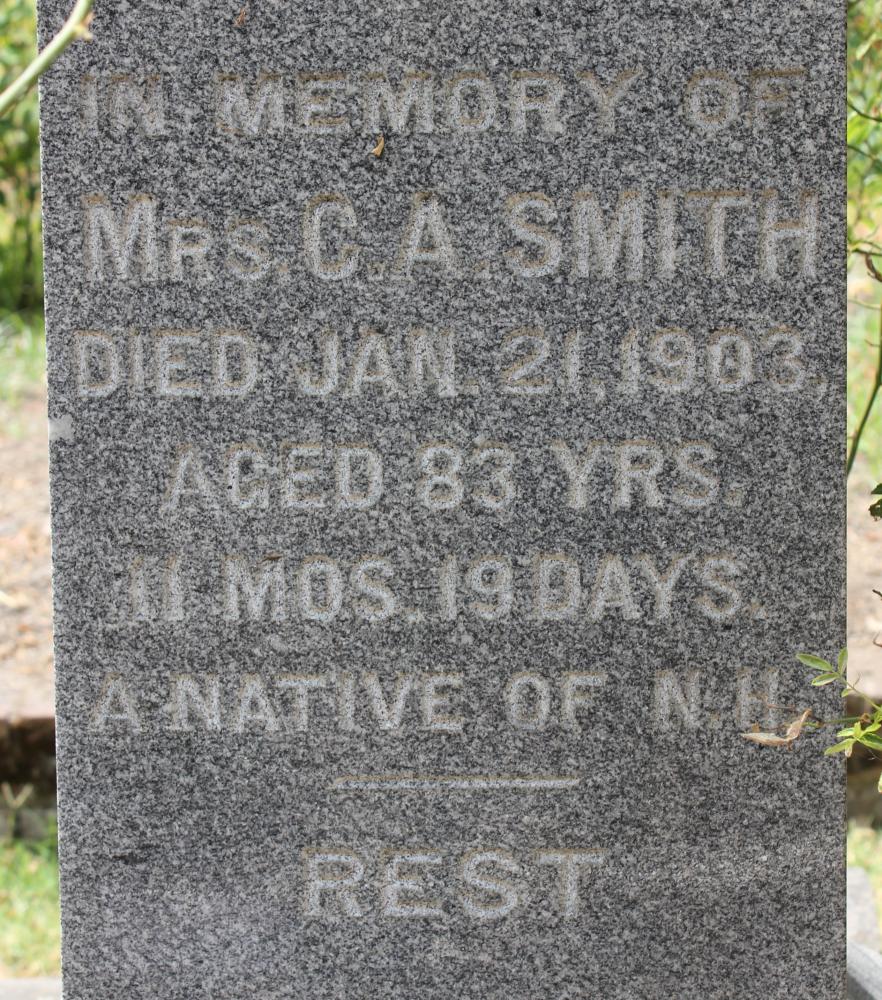 IN MEMORY OF
MRS. C. A. SMITH
DIED JAN. 21, 1903.
AGED 83 YRS.
11 MOS. 19 DAYS.
A NATIVE OF N.H.
REST